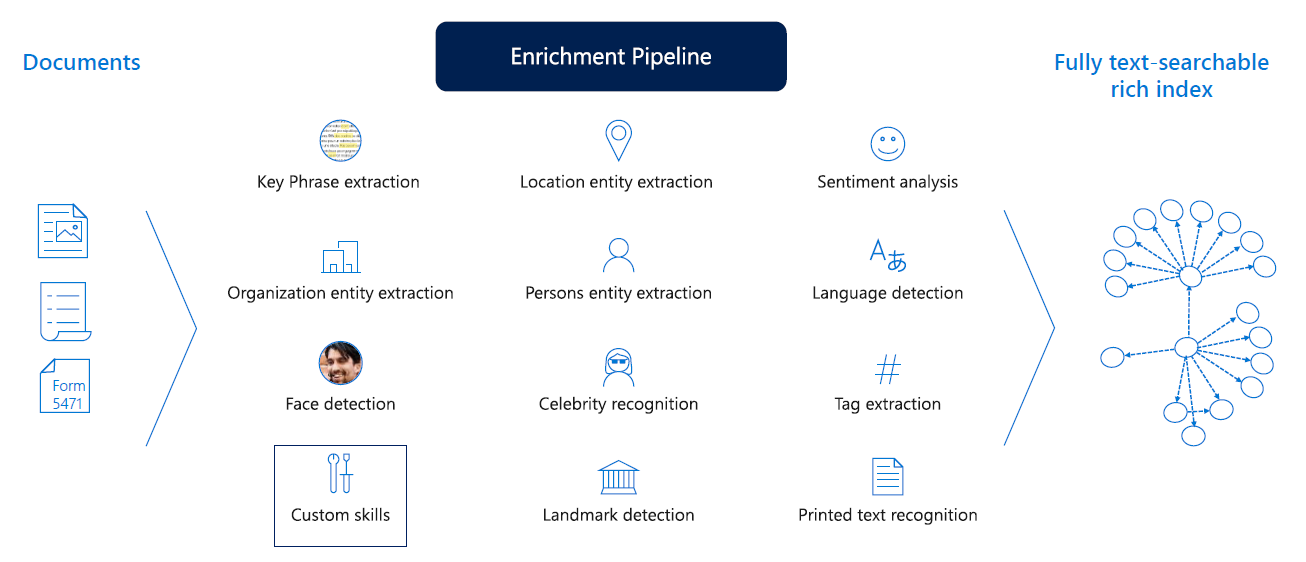 Documents
Enrichment Pipeline
Fully text-searchable
rich index
Key Phrase extraction
Location entity extraction
Sentiment analysis
Organization entity extraction
Persons entity extraction
A あ
Language detection
Form
5471
Face detection
Celebrity recognition
#
Tag extraction
Custom skills
Landmark detection
Printed text recognition